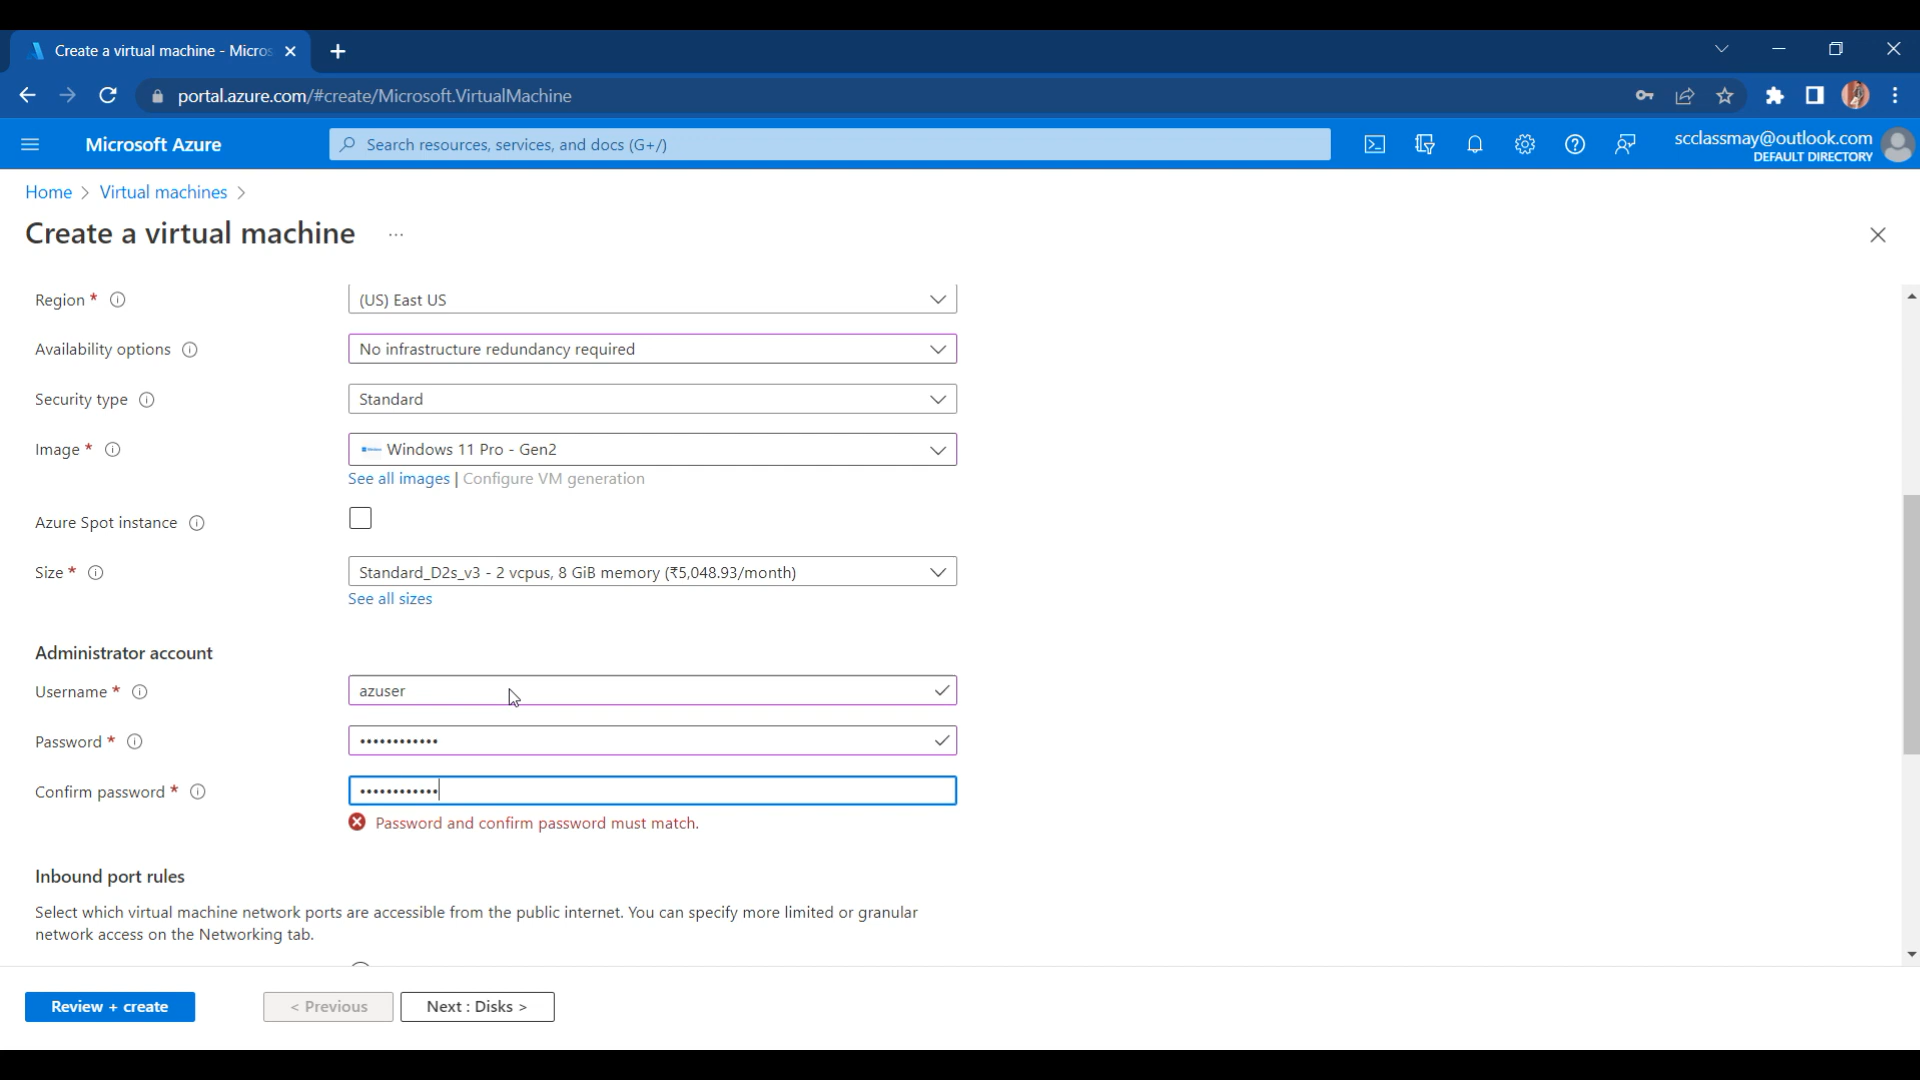 Create a virtual machine - Micros
portal.azure.com/#create/Microsoft.VirtualMachine
Microsoft Azure
Search resources, services, and docs (G+/)
scclassmay@outlook.com
DEFAULT DIRECTORY
Home > Virtual machines >
Create a virtual machine ...
Region * (US) East US
Availability options No infrastructure redundancy required
Security type Standard
Image * Windows 11 Pro - Gen2
See all images | Configure VM generation
Azure Spot instance
Size * Standard_D2s_v3 - 2 vcpus, 8 GiB memory (₹5,048.93/month)
See all sizes
Administrator account
Username * azuser
Password * ••••••••••••
Confirm password * ••••••••••••
Password and confirm password must match.
Inbound port rules
Select which virtual machine network ports are accessible from the public internet. You can specify more limited or granular
network access on the Networking tab.
Review + create < Previous Next : Disks >